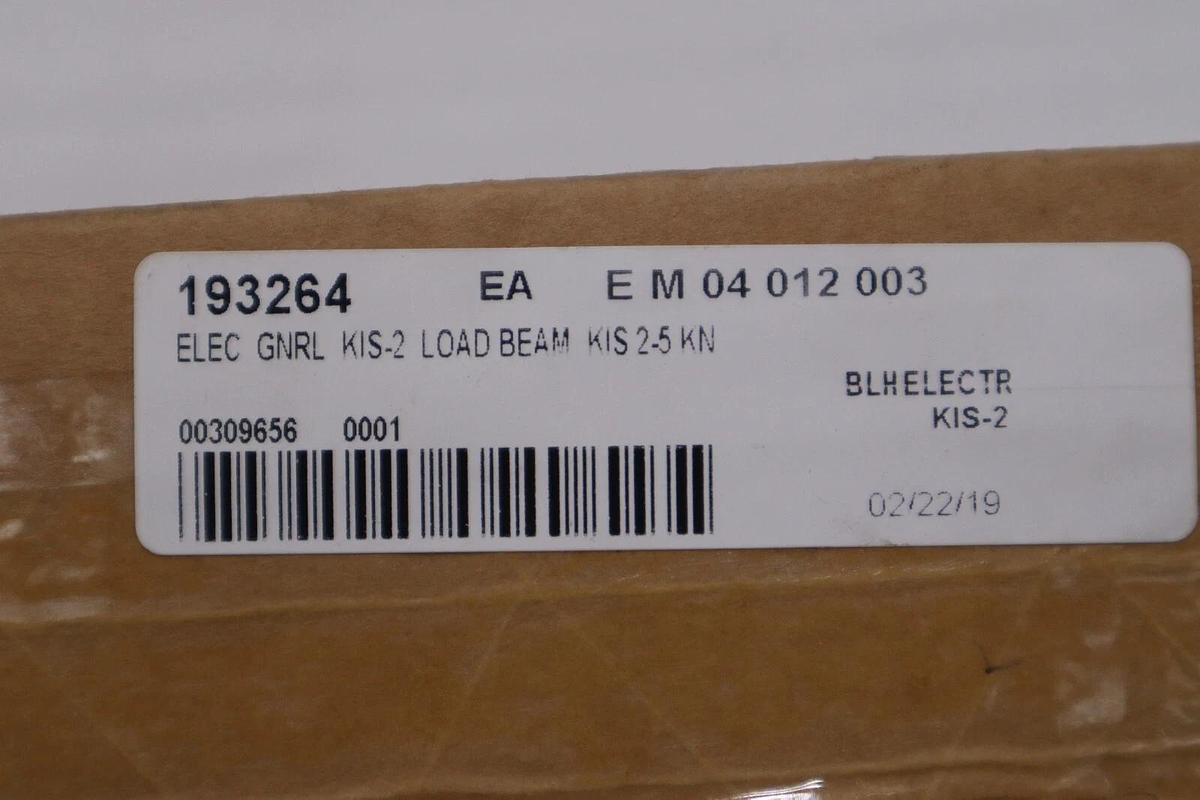 193264 EA E M 04 012 003
ELEC GNRL KIS-2 LOAD BEAM KIS 2-5 KN
BLHELECTR
KIS-2
00309656 0001
02/22/19